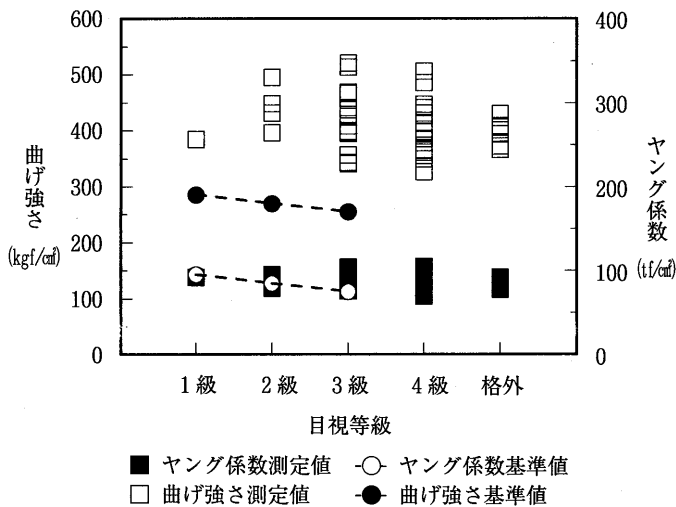 600
500
400
300
200
100
0
曲げ強さ
(kgf/c㎡)
400
300
200
100
0
ヤング係数
(tf/c㎡)
1級 2級 3級 4級 格外
目視等級
■ ヤング係数測定値 -○- ヤング係数基準値
□ 曲げ強さ測定値 -●- 曲げ強さ基準値